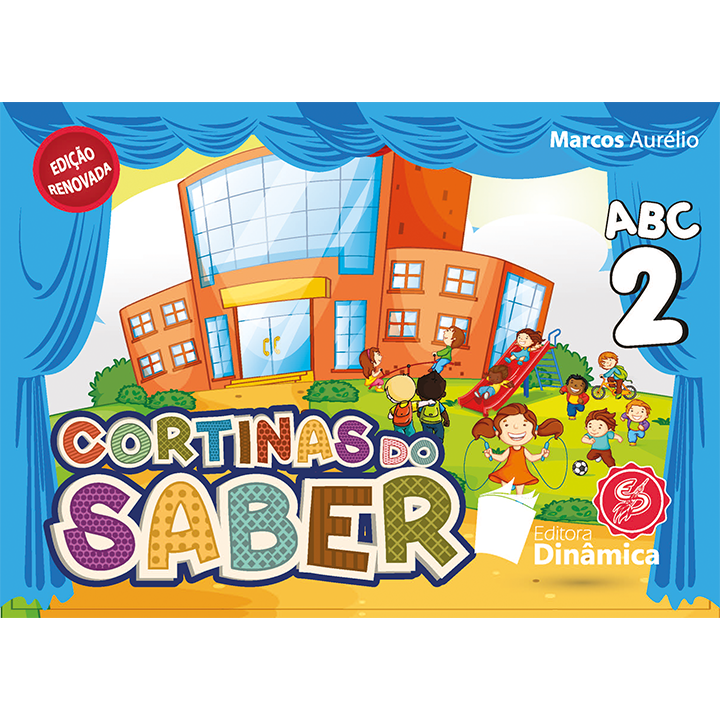 EDIÇÃO
RENOVADA
Marcos Aurélio
ABC
2
CORTINAS DO
SABER
Editora
Dinâmica